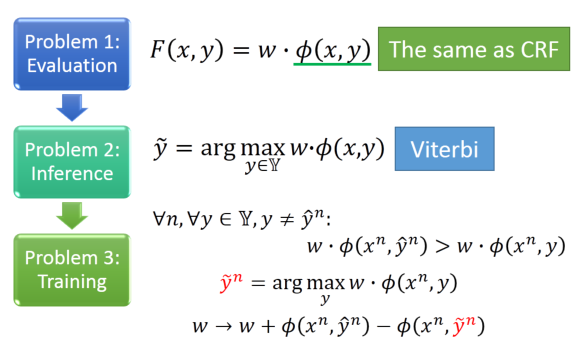 Problem 1:
Evaluation
F(x, y) = w · ϕ(x, y)
The same as CRF
Problem 2:
Inference
ỹ = arg max w·ϕ(x,y)
y∈𝕐
Viterbi
Problem 3:
Training
∀n, ∀y ∈ 𝕐, y ≠ ŷⁿ:
w · ϕ(xⁿ, ŷⁿ) > w · ϕ(xⁿ, y)
ỹⁿ = arg max w · ϕ(xⁿ, y)
y
w → w + ϕ(xⁿ, ŷⁿ) − ϕ(xⁿ, ỹⁿ)